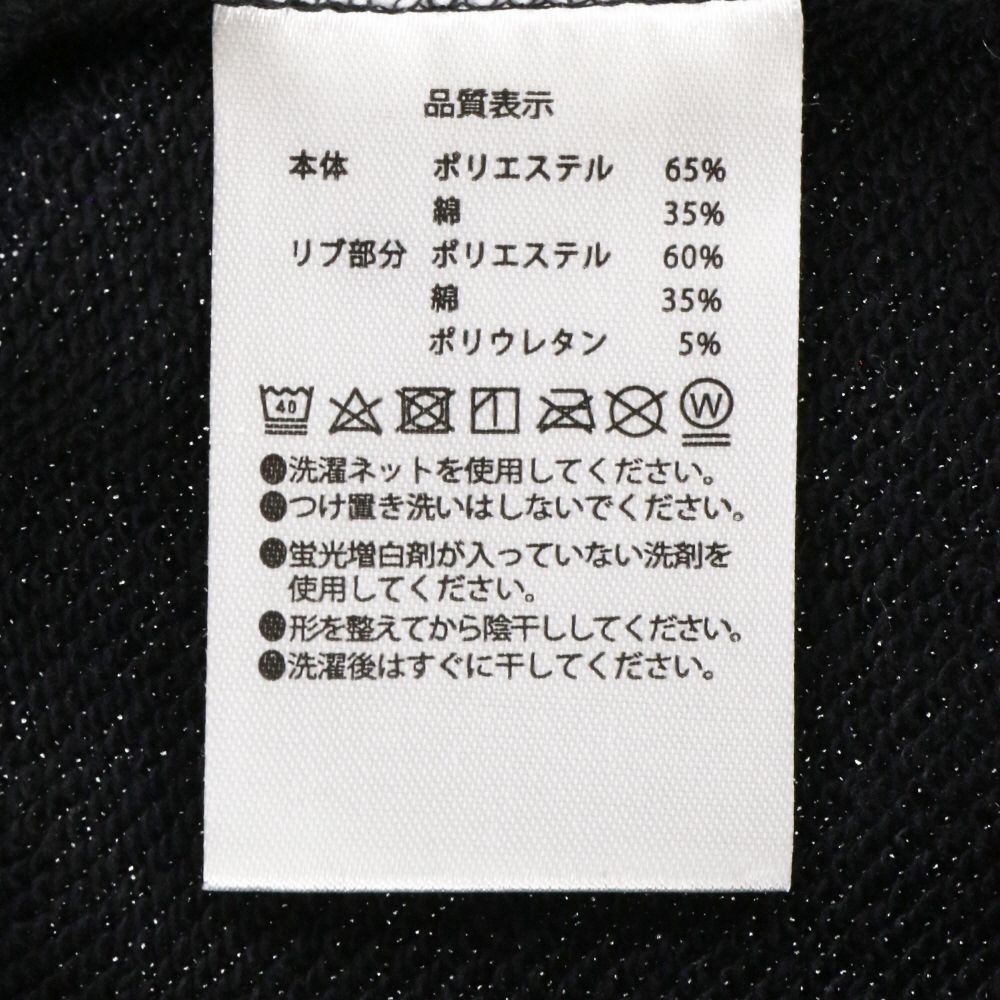 品質表示
本体 ポリエステル 65%
綿 35%
リブ部分 ポリエステル 60%
綿 35%
ポリウレタン 5%
40 W
●洗濯ネットを使用してください。
●つけ置き洗いはしないでください。
●蛍光増白剤が入っていない洗剤を
使用してください。
●形を整えてから陰干ししてください。
●洗濯後はすぐに干してください。